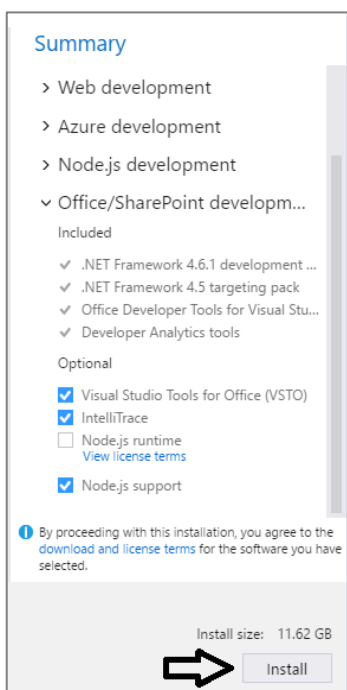 Summary
Web development
Azure development
Node.js development
Office/SharePoint developm...
Included
.NET Framework 4.6.1 development ...
.NET Framework 4.5 targeting pack
Office Developer Tools for Visual Stu...
Developer Analytics tools
Optional
Visual Studio Tools for Office (VSTO)
IntelliTrace
Node.js runtime
View license terms
Node.js support
By proceeding with this installation, you agree to the
download and license terms for the software you have
selected.
Install size: 11.62 GB
Install